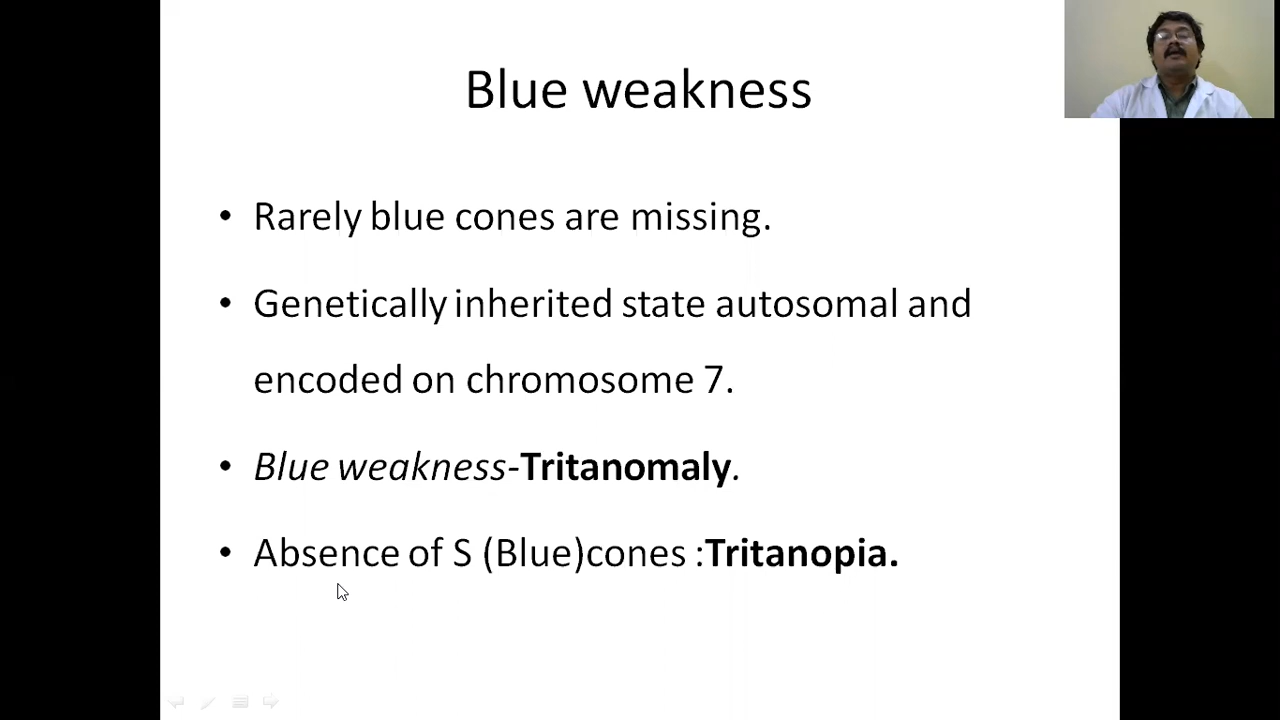 Blue weakness
• Rarely blue cones are missing.
• Genetically inherited state autosomal and
encoded on chromosome 7.
• Blue weakness-Tritanomaly.
• Absence of S (Blue)cones :Tritanopia.